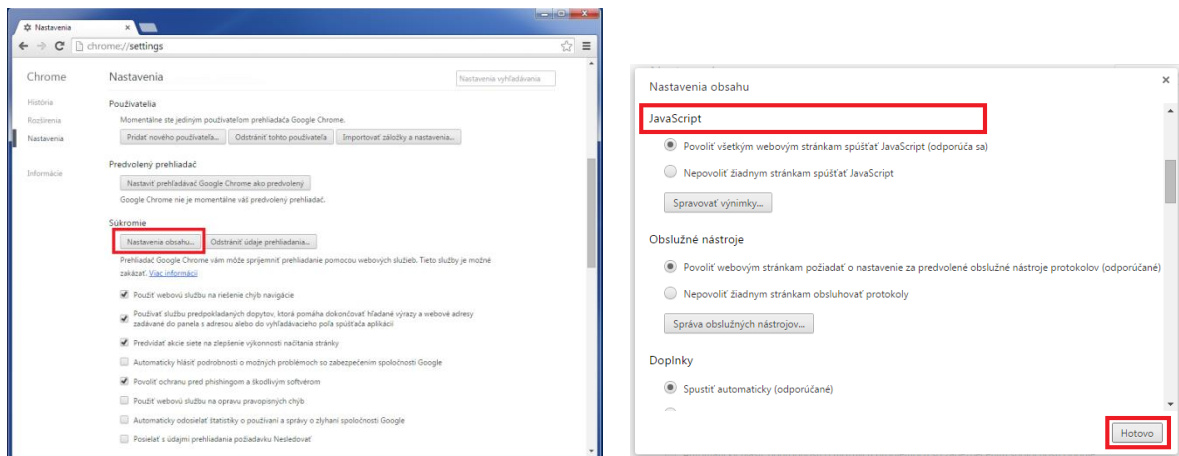 Nastavenia
chrome://settings
Chrome
História
Rozšírenia
Nastavenia
Informácie
Nastavenia
Nastavenia vyhľadávania
Používatelia
Momentálne ste jediným používateľom prehliadača Google Chrome.
Pridať nového používateľa... Odstrániť tohto používateľa Importovať záložky a nastavenia...
Predvolený prehliadač
Nastaviť prehľadávač Google Chrome ako predvolený
Google Chrome nie je momentálne váš predvolený prehliadač.
Súkromie
Nastavenia obsahu... Odstrániť údaje prehliadania...
Prehliadač Google Chrome vám môže spríjemniť prehliadanie pomocou webových služieb. Tieto služby je možné
zakázať. Viac informácií
Použiť webovú službu na riešenie chýb navigácie
Používať službu predpokladaných dopytov, ktorá pomáha dokončovať hľadané výrazy a webové adresy
zadávané do panela s adresou alebo do vyhľadávacieho poľa spúšťača aplikácií
Predvídať akcie siete na zlepšenie výkonnosti načítania stránky
Automaticky hlásiť podrobnosti o možných problémoch so zabezpečením spoločnosti Google
Povoliť ochranu pred phishingom a škodlivým softvérom
Použiť webovú službu na opravu pravopisných chýb
Automaticky odosielať štatistiky o používaní a správy o zlyhaní spoločnosti Google
Posielať s údajmi prehliadania požiadavku Nesledovať
Nastavenia obsahu
JavaScript
Povoliť všetkým webovým stránkam spúšťať JavaScript (odporúča sa)
Nepovoliť žiadnym stránkam spúšťať JavaScript
Spravovať výnimky...
Obslužné nástroje
Povoliť webovým stránkam požiadať o nastavenie za predvolené obslužné nástroje protokolov (odporúčané)
Nepovoliť žiadnym stránkam obsluhovať protokoly
Správa obslužných nástrojov...
Doplnky
Spustiť automaticky (odporúčané)
Hotovo